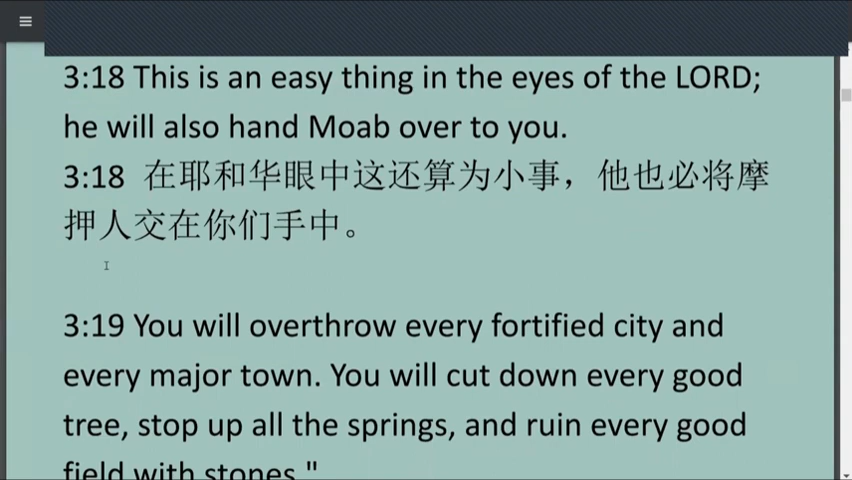 3:18 This is an easy thing in the eyes of the LORD;
he will also hand Moab over to you.
3:18 在耶和华眼中这还算为小事，他也必将摩
押人交在你们手中。
3:19 You will overthrow every fortified city and
every major town. You will cut down every good
tree, stop up all the springs, and ruin every good
field with stones."